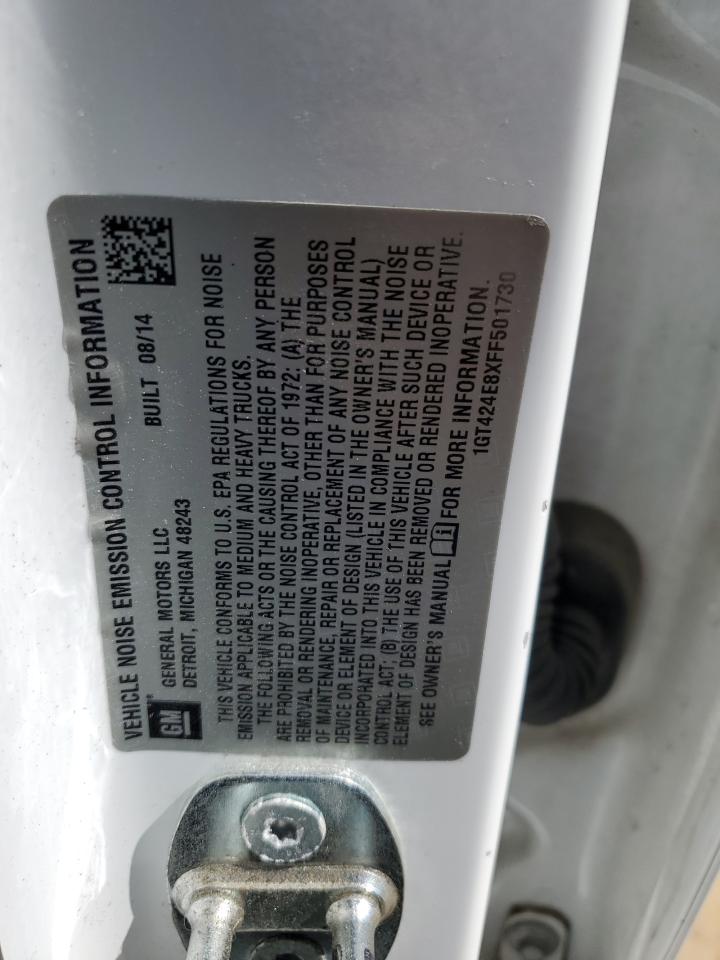 VEHICLE NOISE EMISSION CONTROL INFORMATION
GM
GENERAL MOTORS LLC
DETROIT, MICHIGAN 48243
BUILT 08/14
THIS VEHICLE CONFORMS TO U.S. EPA REGULATIONS FOR NOISE
EMISSION APPLICABLE TO MEDIUM AND HEAVY TRUCKS.
THE FOLLOWING ACTS OR THE CAUSING THEREOF BY ANY PERSON
ARE PROHIBITED BY THE NOISE CONTROL ACT OF 1972: (A) THE
REMOVAL OR RENDERING INOPERATIVE, OTHER THAN FOR PURPOSES
OF MAINTENANCE, REPAIR OR REPLACEMENT OF ANY NOISE CONTROL
DEVICE OR ELEMENT OF DESIGN (LISTED IN THE OWNER'S MANUAL)
INCORPORATED INTO THIS VEHICLE IN COMPLIANCE WITH THE NOISE
CONTROL ACT; (B) THE USE OF THIS VEHICLE AFTER SUCH DEVICE OR
ELEMENT OF DESIGN HAS BEEN REMOVED OR RENDERED INOPERATIVE.
SEE OWNER'S MANUAL i FOR MORE INFORMATION.
1GT424E8XFF501730